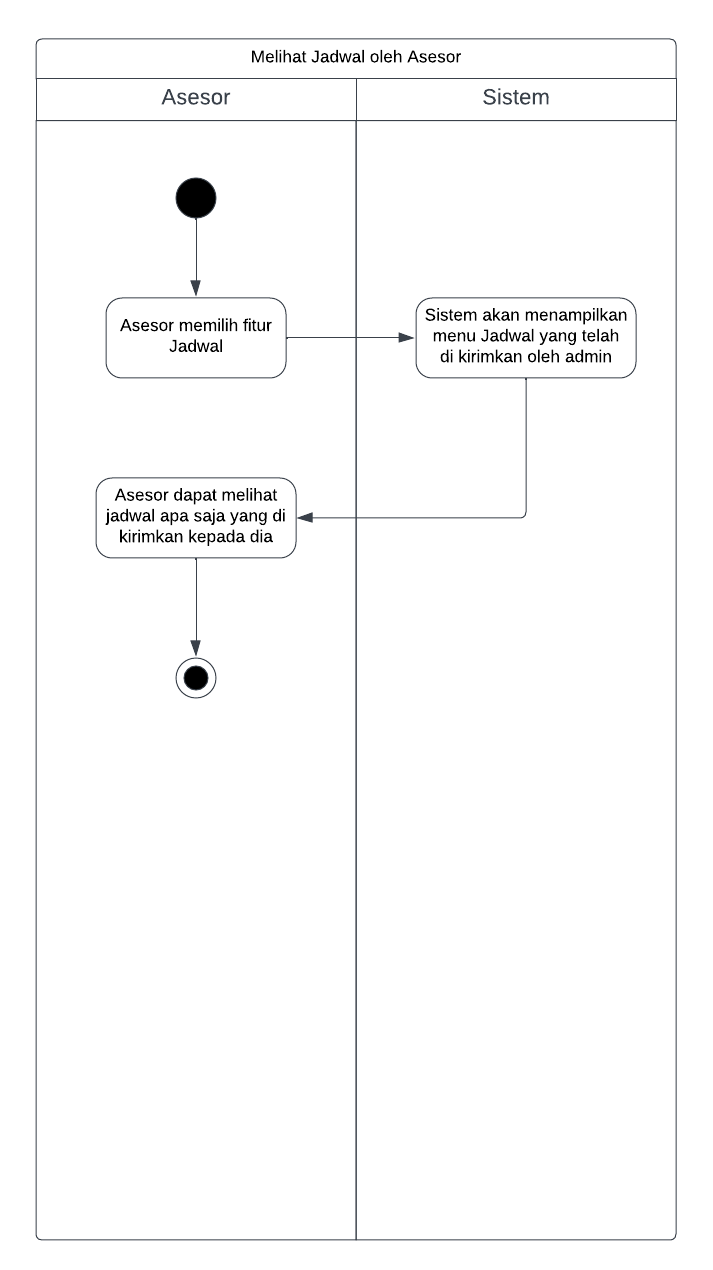 Melihat Jadwal oleh Asesor
Asesor
Sistem
Asesor memilih fitur
Jadwal
Sistem akan menampilkan
menu Jadwal yang telah
di kirimkan oleh admin
Asesor dapat melihat
jadwal apa saja yang di
kirimkan kepada dia